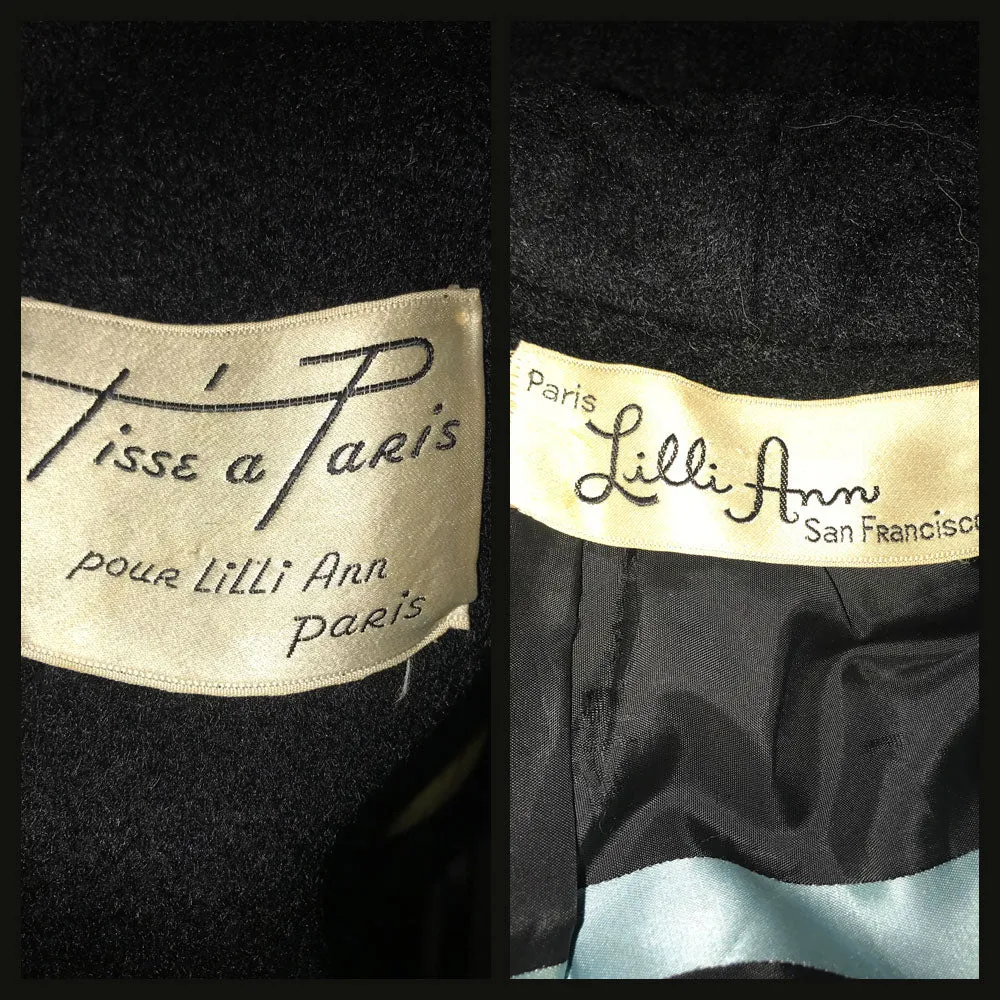 Tissé a Paris
pour Lilli Ann
Paris
Paris
Lilli Ann
San Francisco